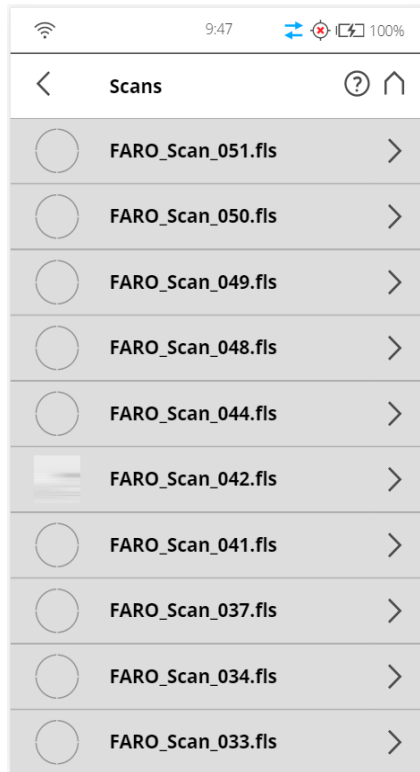 9:47 100%
Scans
FARO_Scan_051.fls
FARO_Scan_050.fls
FARO_Scan_049.fls
FARO_Scan_048.fls
FARO_Scan_044.fls
FARO_Scan_042.fls
FARO_Scan_041.fls
FARO_Scan_037.fls
FARO_Scan_034.fls
FARO_Scan_033.fls